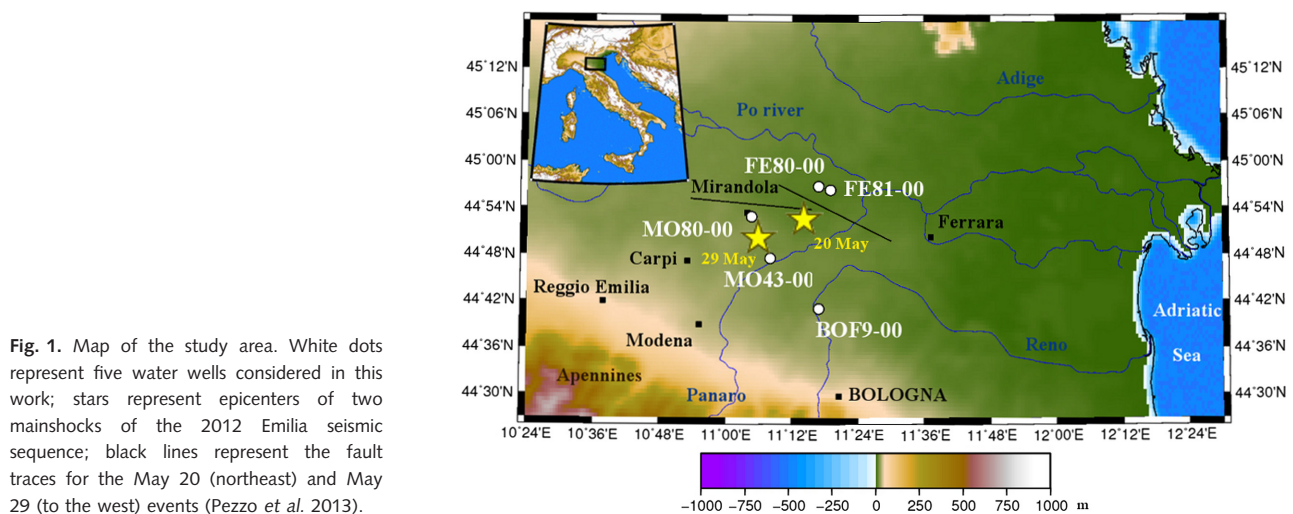 Fig. 1. Map of the study area. White dots
represent five water wells considered in this
work; stars represent epicenters of two
mainshocks of the 2012 Emilia seismic
sequence; black lines represent the fault
traces for the May 20 (northeast) and May
29 (to the west) events (Pezzo et al. 2013).
45˚12'N
45˚06'N
45˚00'N
44˚54'N
44˚48'N
44˚42'N
44˚36'N
44˚30'N
Adige
Po river
FE80-00
Mirandola
FE81-00
MO80-00
Ferrara
20 May
29 May
Carpi
MO43-00
Reggio Emilia
BOF9-00
Modena
Reno
Adriatic
Sea
Apennines
Panaro
BOLOGNA
45˚12'N
45˚06'N
45˚00'N
44˚54'N
44˚48'N
44˚42'N
44˚36'N
44˚30'N
10˚24'E 10˚36'E 10˚48'E 11˚00'E 11˚12'E 11˚24'E 11˚36'E 11˚48'E 12˚00'E 12˚12'E 12˚24'E
−1000 −750 −500 −250 0 250 500 750 1000 m